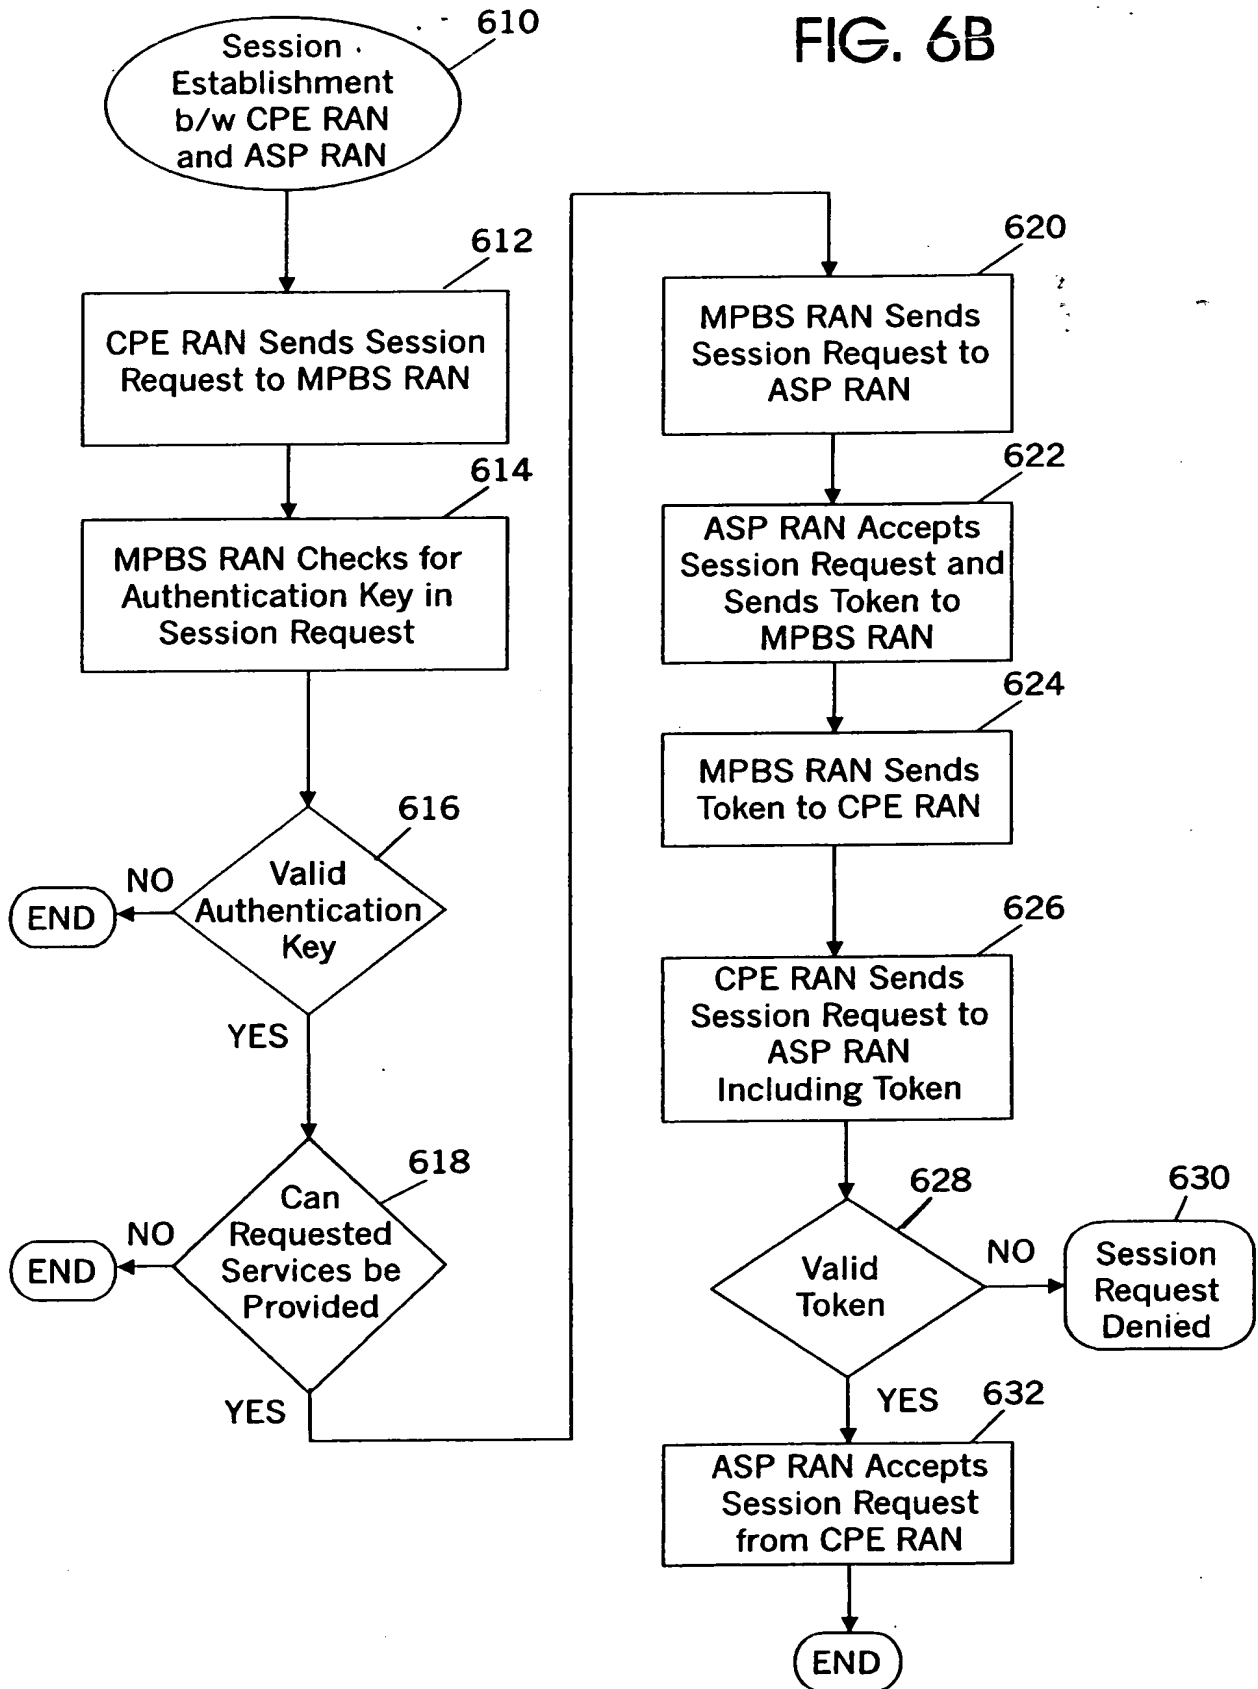 FIG. 6B
610
Session
Establishment
b/w CPE RAN
and ASP RAN
612
CPE RAN Sends Session
Request to MPBS RAN
614
MPBS RAN Checks for
Authentication Key in
Session Request
616
Valid
Authentication
Key
NO
END
YES
618
Can
Requested
Services be
Provided
NO
END
YES
620
MPBS RAN Sends
Session Request to
ASP RAN
622
ASP RAN Accepts
Session Request and
Sends Token to
MPBS RAN
624
MPBS RAN Sends
Token to CPE RAN
626
CPE RAN Sends
Session Request to
ASP RAN
Including Token
628
Valid
Token
NO
630
Session
Request
Denied
YES
632
ASP RAN Accepts
Session Request
from CPE RAN
END